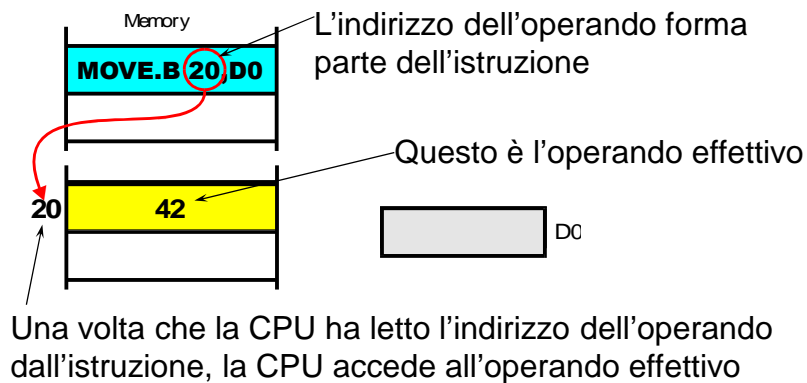 Memory
L'indirizzo dell'operando forma
parte dell'istruzione
MOVE.B 20,D0
Questo è l'operando effettivo
20
42
D0
Una volta che la CPU ha letto l'indirizzo dell'operando
dall'istruzione, la CPU accede all'operando effettivo